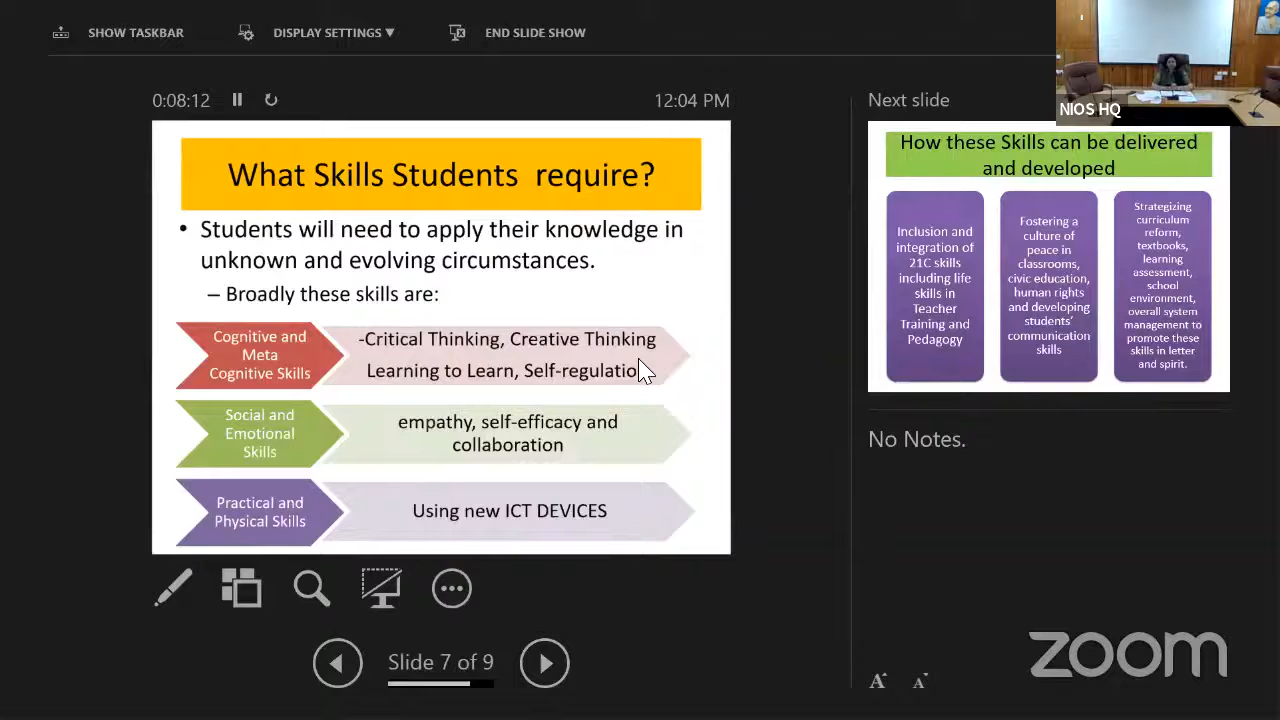 SHOW TASKBAR
DISPLAY SETTINGS ▼
END SLIDE SHOW
NIOS HQ
0:08:12
12:04 PM
What Skills Students require?
• Students will need to apply their knowledge in
unknown and evolving circumstances.
– Broadly these skills are:
Cognitive and
Meta
Cognitive Skills
-Critical Thinking, Creative Thinking
Learning to Learn, Self-regulation
Social and
Emotional
Skills
empathy, self-efficacy and
collaboration
Practical and
Physical Skills
Using new ICT DEVICES
Slide 7 of 9
Next slide
How these Skills can be delivered
and developed
Inclusion and
integration of
21C skills
including life
skills in
Teacher
Training and
Pedagogy
Fostering a
culture of
peace in
classrooms,
civic education,
human rights
and developing
students'
communication
skills
Strategizing
curriculum
reform,
textbooks,
learning
assessment,
school
environment,
overall system
management to
promote these
skills in letter
and spirit.
No Notes.
A A
zoom